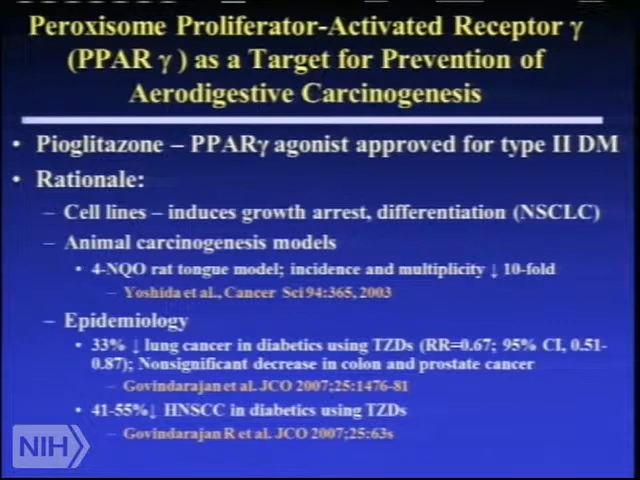 Peroxisome Proliferator-Activated Receptor γ
(PPAR γ ) as a Target for Prevention of
Aerodigestive Carcinogenesis
• Pioglitazone – PPARγ agonist approved for type II DM
• Rationale:
– Cell lines – induces growth arrest, differentiation (NSCLC)
– Animal carcinogenesis models
• 4-NQO rat tongue model; incidence and multiplicity ↓ 10-fold
– Yoshida et al., Cancer Sci 94:365, 2003
– Epidemiology
• 33% ↓ lung cancer in diabetics using TZDs (RR=0.67; 95% CI, 0.51-
0.87); Nonsignificant decrease in colon and prostate cancer
– Govindarajan et al. JCO 2007;25:1476-81
• 41-55%↓ HNSCC in diabetics using TZDs
– Govindarajan R et al. JCO 2007;25:63s
NIH